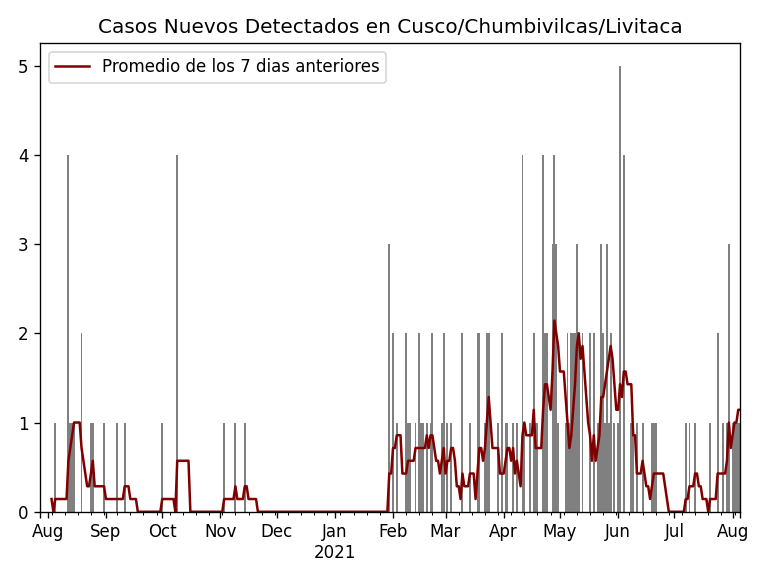 Casos Nuevos Detectados en Cusco/Chumbivilcas/Livitaca
Promedio de los 7 dias anteriores
5
4
3
2
1
0
Aug Sep Oct Nov Dec Jan Feb Mar Apr May Jun Jul Aug
2021